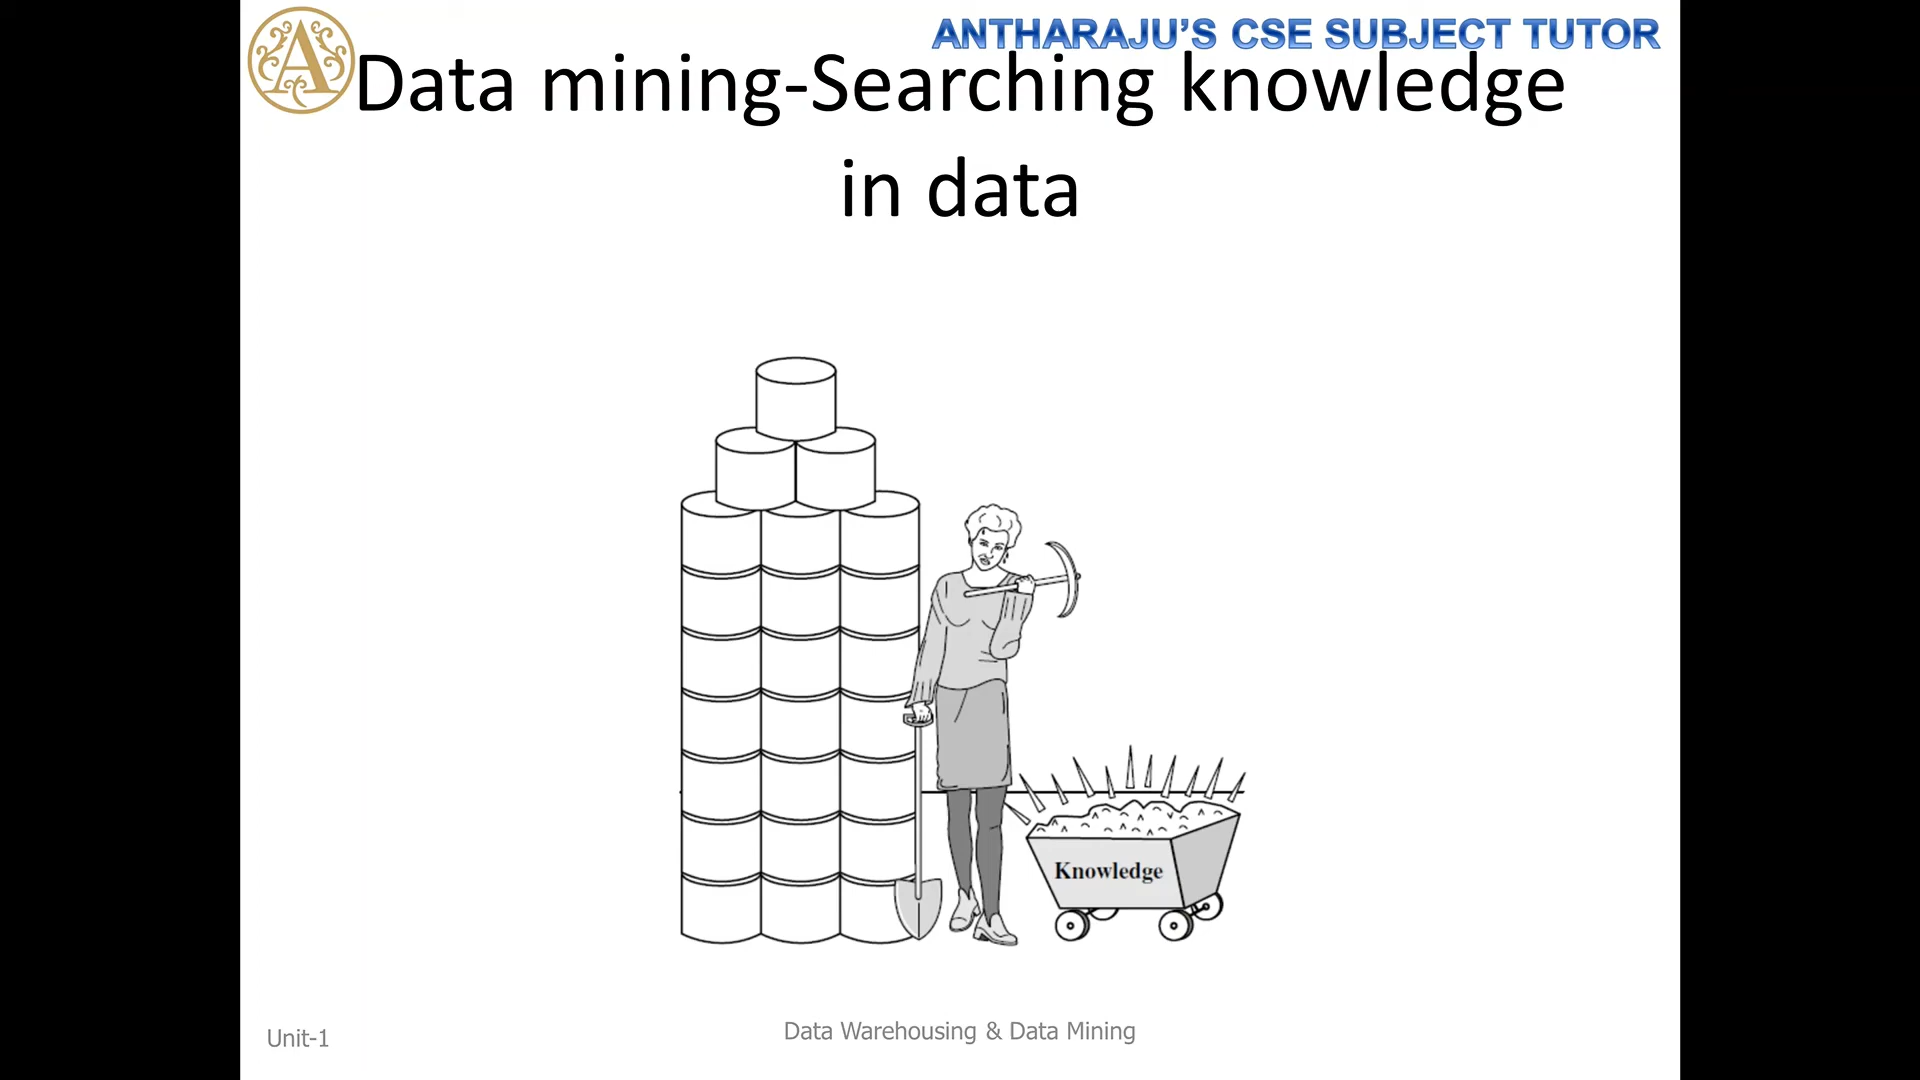 ANTHARAJU'S CSE SUBJECT TUTOR
A
Data mining-Searching knowledge
in data
Knowledge
Unit-1
Data Warehousing & Data Mining